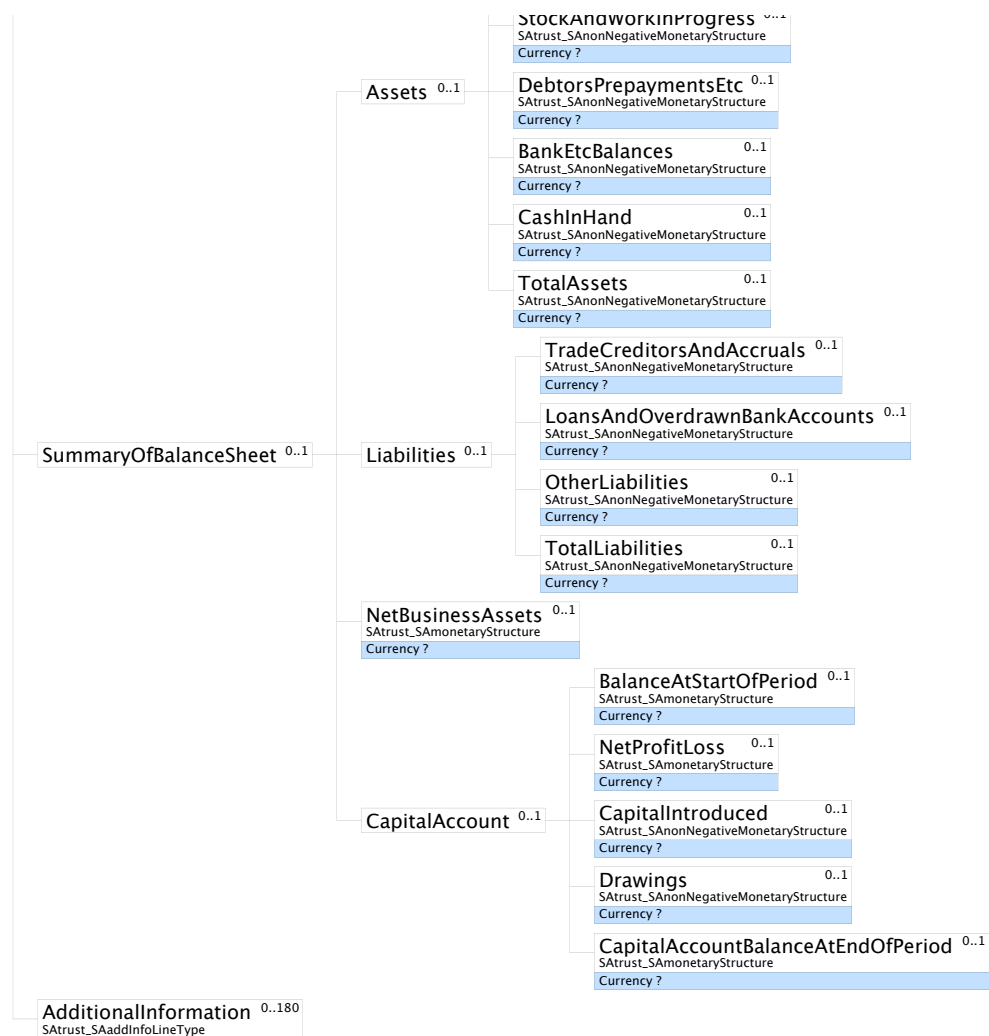 StockAndWorkInProgress 0..1
SAtrust_SAnonNegativeMonetaryStructure
Currency ?
Assets 0..1
DebtorsPrepaymentsEtc 0..1
SAtrust_SAnonNegativeMonetaryStructure
Currency ?
BankEtcBalances 0..1
SAtrust_SAnonNegativeMonetaryStructure
Currency ?
CashInHand 0..1
SAtrust_SAnonNegativeMonetaryStructure
Currency ?
TotalAssets 0..1
SAtrust_SAnonNegativeMonetaryStructure
Currency ?
TradeCreditorsAndAccruals 0..1
SAtrust_SAnonNegativeMonetaryStructure
Currency ?
LoansAndOverdrawnBankAccounts 0..1
SAtrust_SAnonNegativeMonetaryStructure
Currency ?
SummaryOfBalanceSheet 0..1
Liabilities 0..1
OtherLiabilities 0..1
SAtrust_SAnonNegativeMonetaryStructure
Currency ?
TotalLiabilities 0..1
SAtrust_SAnonNegativeMonetaryStructure
Currency ?
NetBusinessAssets 0..1
SAtrust_SAmonetaryStructure
Currency ?
BalanceAtStartOfPeriod 0..1
SAtrust_SAmonetaryStructure
Currency ?
NetProfitLoss 0..1
SAtrust_SAmonetaryStructure
Currency ?
CapitalAccount 0..1
CapitalIntroduced 0..1
SAtrust_SAnonNegativeMonetaryStructure
Currency ?
Drawings 0..1
SAtrust_SAnonNegativeMonetaryStructure
Currency ?
CapitalAccountBalanceAtEndOfPeriod 0..1
SAtrust_SAmonetaryStructure
Currency ?
AdditionalInformation 0..180
SAtrust_SAaddInfoLineType